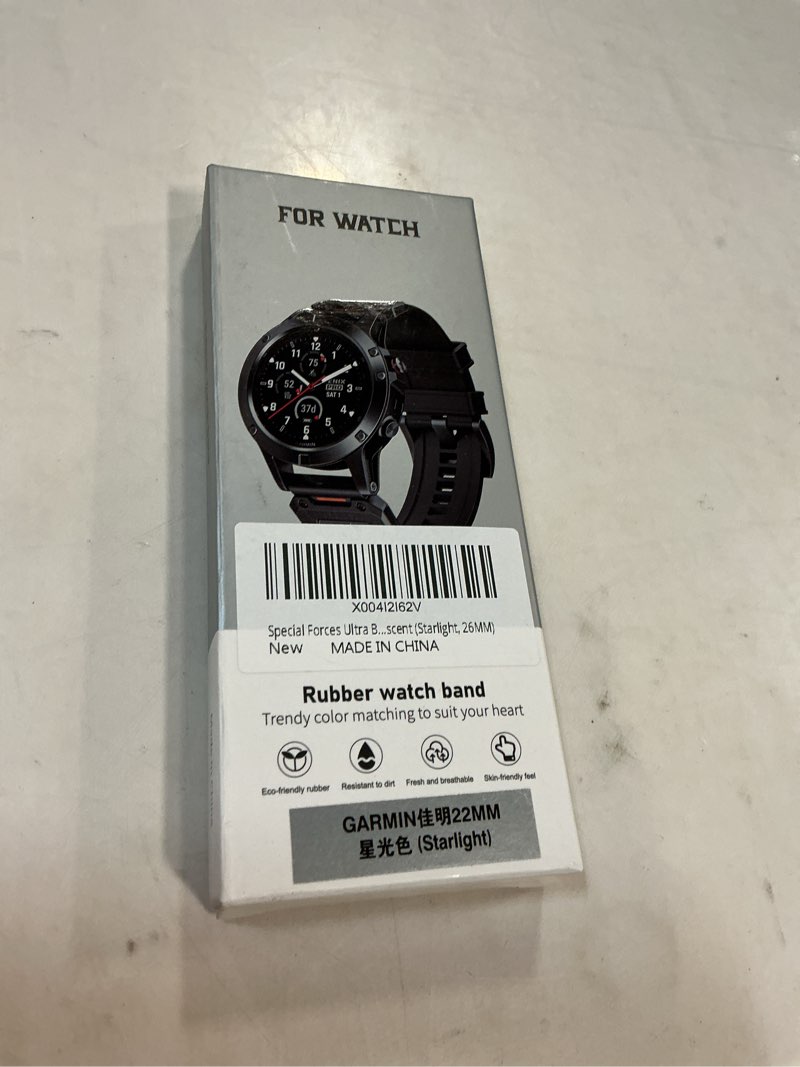 FOR WATCH
12
11
1
10
75
9
52
PRO
3
SAT 1
8
37d
4
7
5
6
X004I2I62V
Special Forces Ultra B...scent (Starlight, 26MM)
New MADE IN CHINA
Rubber watch band
Trendy color matching to suit your heart
Eco-friendly rubber Resistant to dirt Fresh and breathable Skin-friendly feel
GARMIN佳明22MM
星光色 (Starlight)